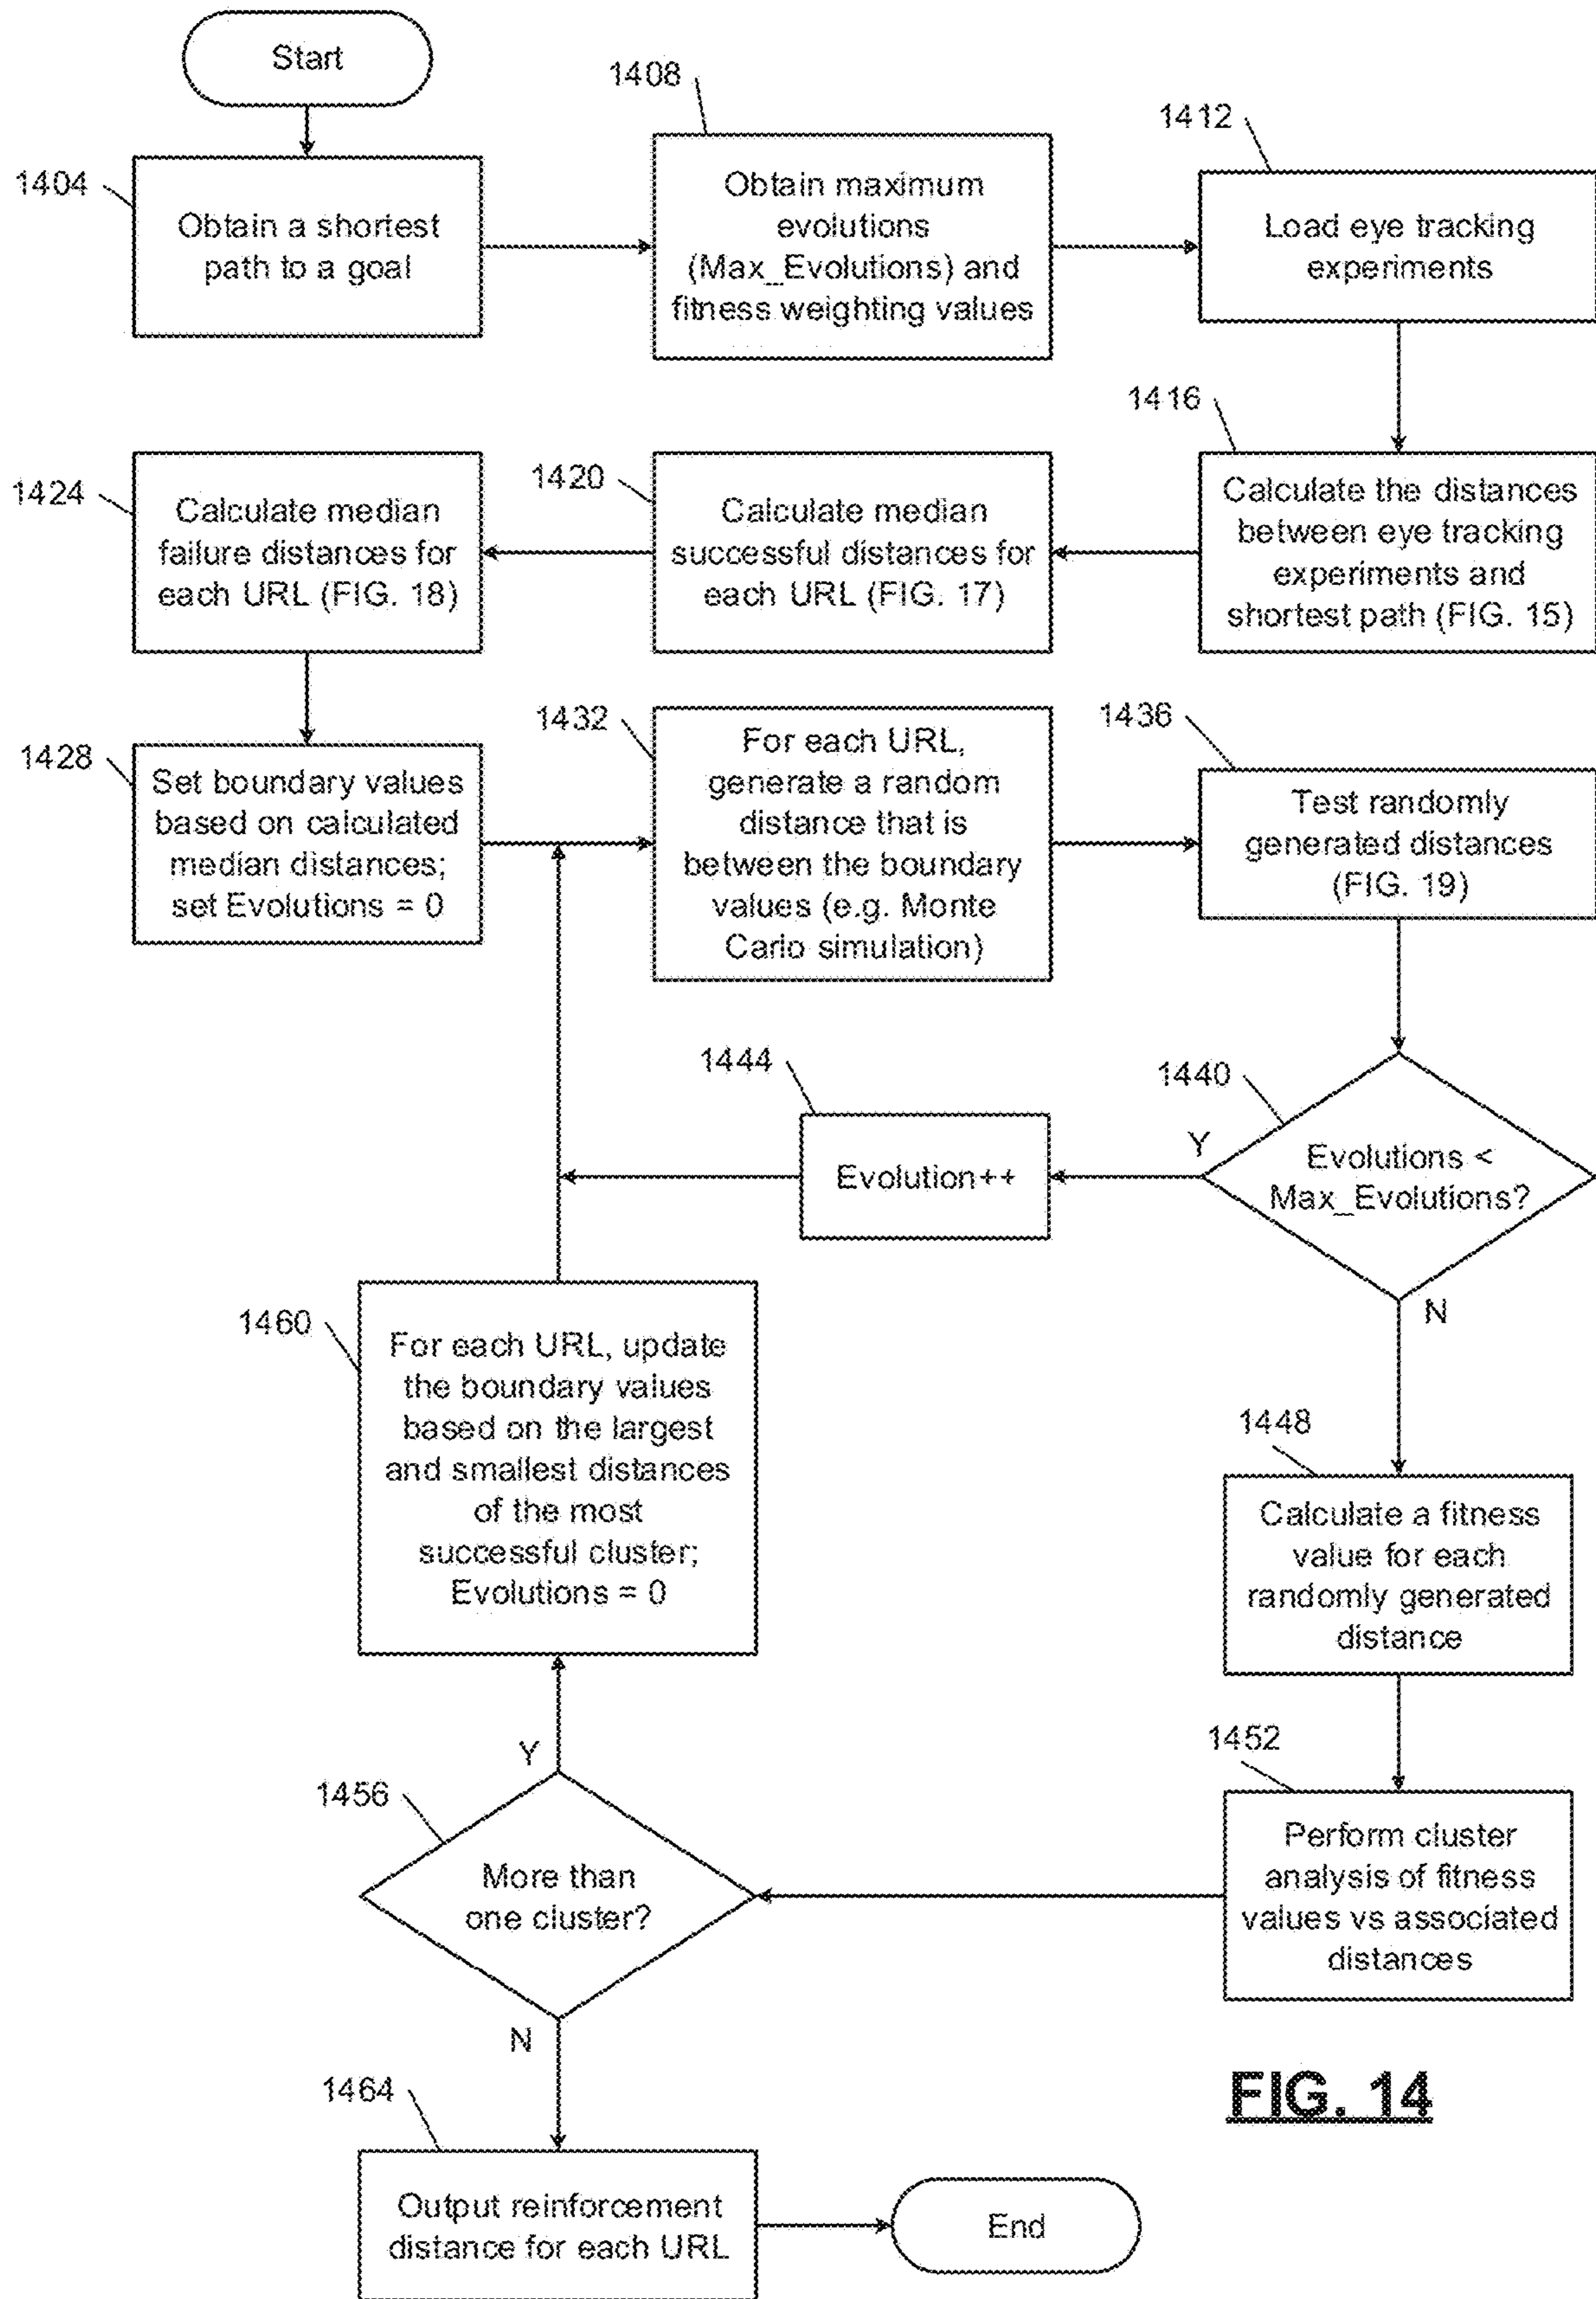 Start
1404
Obtain a shortest
path to a goal
1408
Obtain maximum
evolutions
(Max_Evolutions) and
fitness weighting values
1412
Load eye tracking
experiments
1416
Calculate the distances
between eye tracking
experiments and
shortest path (FIG. 15)
1420
Calculate median
successful distances for
each URL (FIG. 17)
1424
Calculate median
failure distances for
each URL (FIG. 18)
1428
Set boundary values
based on calculated
median distances;
set Evolutions = 0
1432
For each URL,
generate a random
distance that is
between the boundary
values (e.g. Monte
Carlo simulation)
1436
Test randomly
generated distances
(FIG. 19)
1440
Evolutions <
Max_Evolutions?
Y
N
1444
Evolution++
1448
Calculate a fitness
value for each
randomly generated
distance
1452
Perform cluster
analysis of fitness
values vs associated
distances
1456
More than
one cluster?
Y
N
1460
For each URL, update
the boundary values
based on the largest
and smallest distances
of the most
successful cluster;
Evolutions = 0
1464
Output reinforcement
distance for each URL
End
FIG. 14